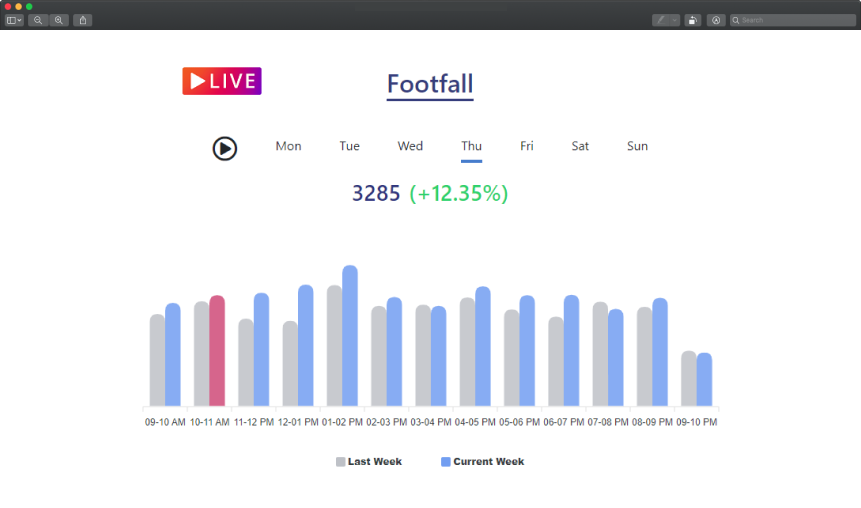 Search
LIVE
Footfall
Mon Tue Wed Thu Fri Sat Sun
3285 (+12.35%)
09-10 AM 10-11 AM 11-12 PM 12-01 PM 01-02 PM 02-03 PM 03-04 PM 04-05 PM 05-06 PM 06-07 PM 07-08 PM 08-09 PM 09-10 PM
Last Week Current Week